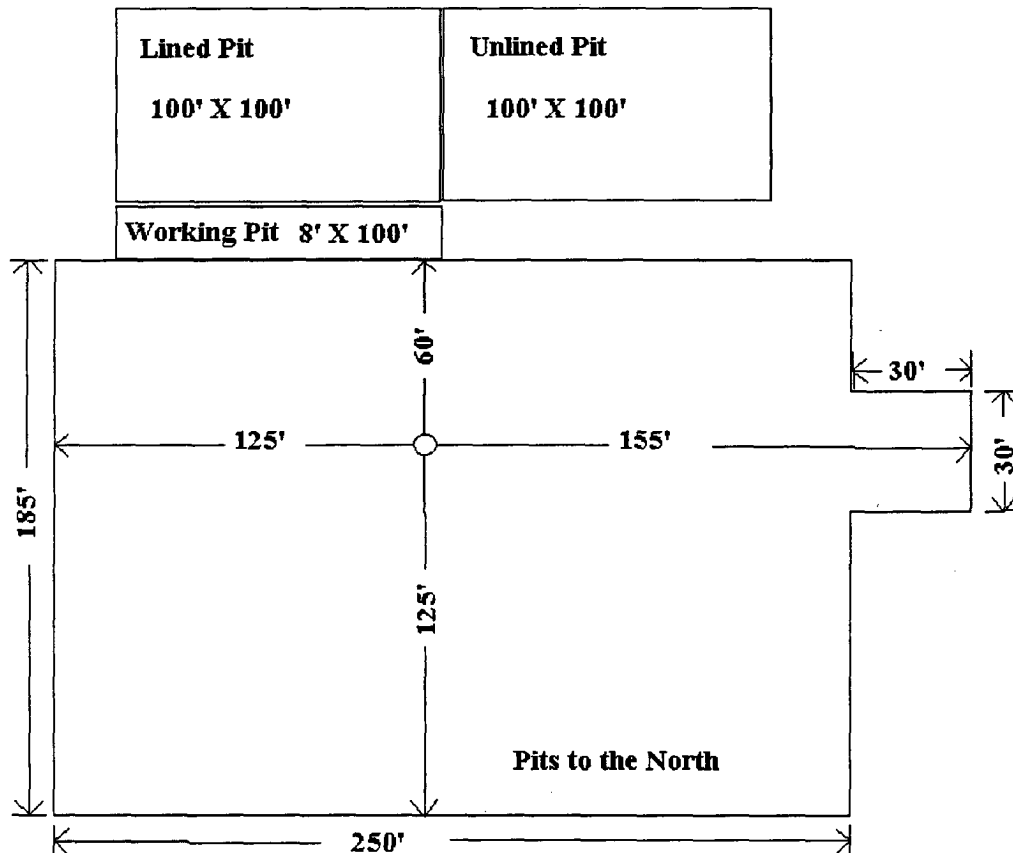 Lined Pit
Unlined Pit
100' X 100'
100' X 100'
Working Pit 8' X 100'
60'
30'
125'
155'
30'
185'
125'
Pits to the North
250'